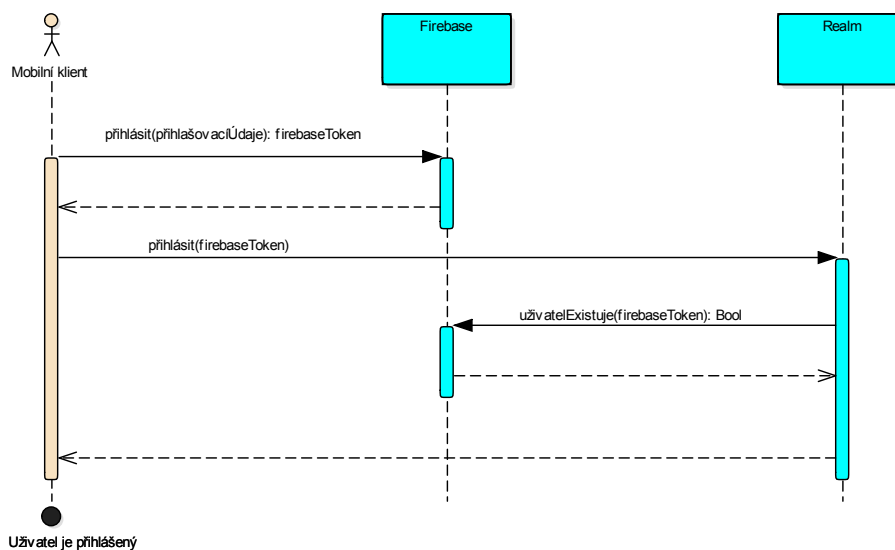 Firebase
Realm
Mobilní klient
přihlásit(přihlašovacíÚdaje): firebaseToken
přihlásit(firebaseToken)
uživatelExistuje(firebaseToken): Bool
Uživatel je přihlášený